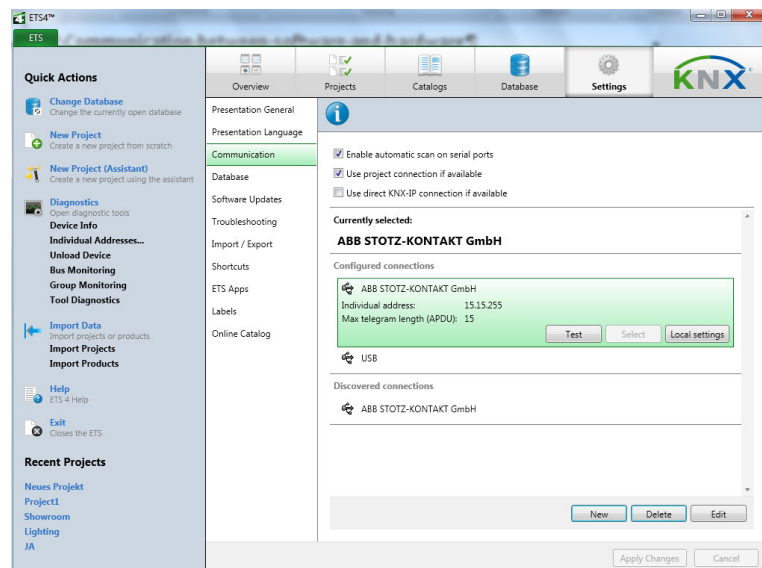 ETS4™
ETS
Quick Actions
Change Database
Change the currently open database
New Project
Create a new project from scratch
New Project (Assistant)
Create a new project using the assistant
Diagnostics
Open diagnostic tools
Device Info
Individual Addresses...
Unload Device
Bus Monitoring
Group Monitoring
Tool Diagnostics
Import Data
Import projects or products
Import Projects
Import Products
Help
ETS 4 Help
Exit
Closes the ETS
Recent Projects
Neues Projekt
Project1
Showroom
Lighting
JA
Overview
Projects
Catalogs
Database
Settings
KNX
Presentation General
Presentation Language
Communication
Database
Software Updates
Troubleshooting
Import / Export
Shortcuts
ETS Apps
Labels
Online Catalog
Enable automatic scan on serial ports
Use project connection if available
Use direct KNX-IP connection if available
Currently selected:
ABB STOTZ-KONTAKT GmbH
Configured connections
ABB STOTZ-KONTAKT GmbH
Individual address: 15.15.255
Max telegram length (APDU): 15
Test Select Local settings
USB
Discovered connections
ABB STOTZ-KONTAKT GmbH
New Delete Edit
Apply Changes Cancel